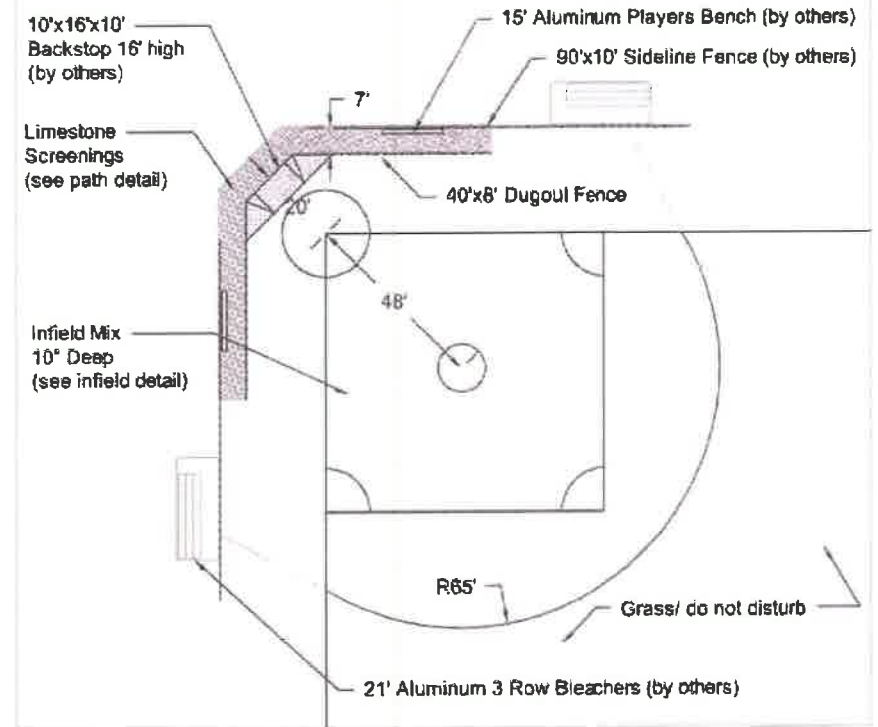 10'x16'x10'
Backstop 16' high
(by others)
15' Aluminum Players Bench (by others)
90'x10' Sideline Fence (by others)
7'
Limestone
Screenings
(see path detail)
40'x8' Dugout Fence
20'
48'
Infield Mix
10" Deep
(see infield detail)
R65'
Grass/ do not disturb
21' Aluminum 3 Row Bleachers (by others)